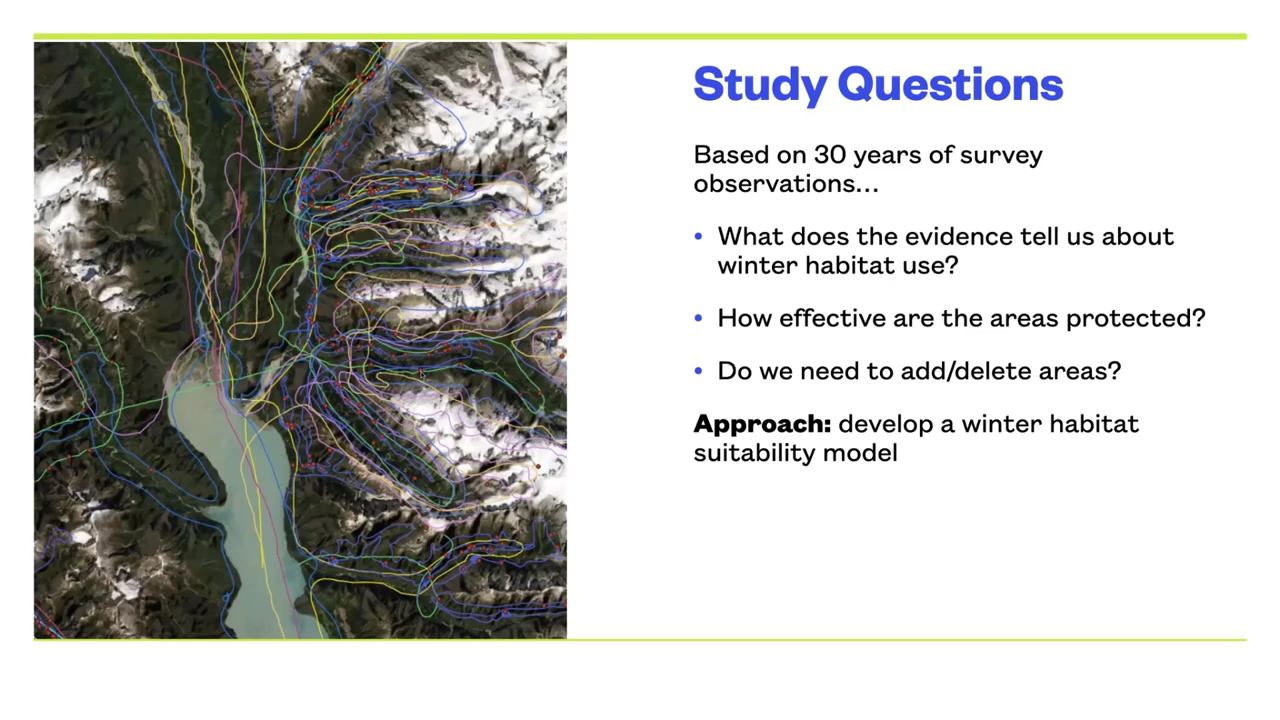 Study Questions
Based on 30 years of survey
observations...
• What does the evidence tell us about
winter habitat use?
• How effective are the areas protected?
• Do we need to add/delete areas?
Approach: develop a winter habitat
suitability model